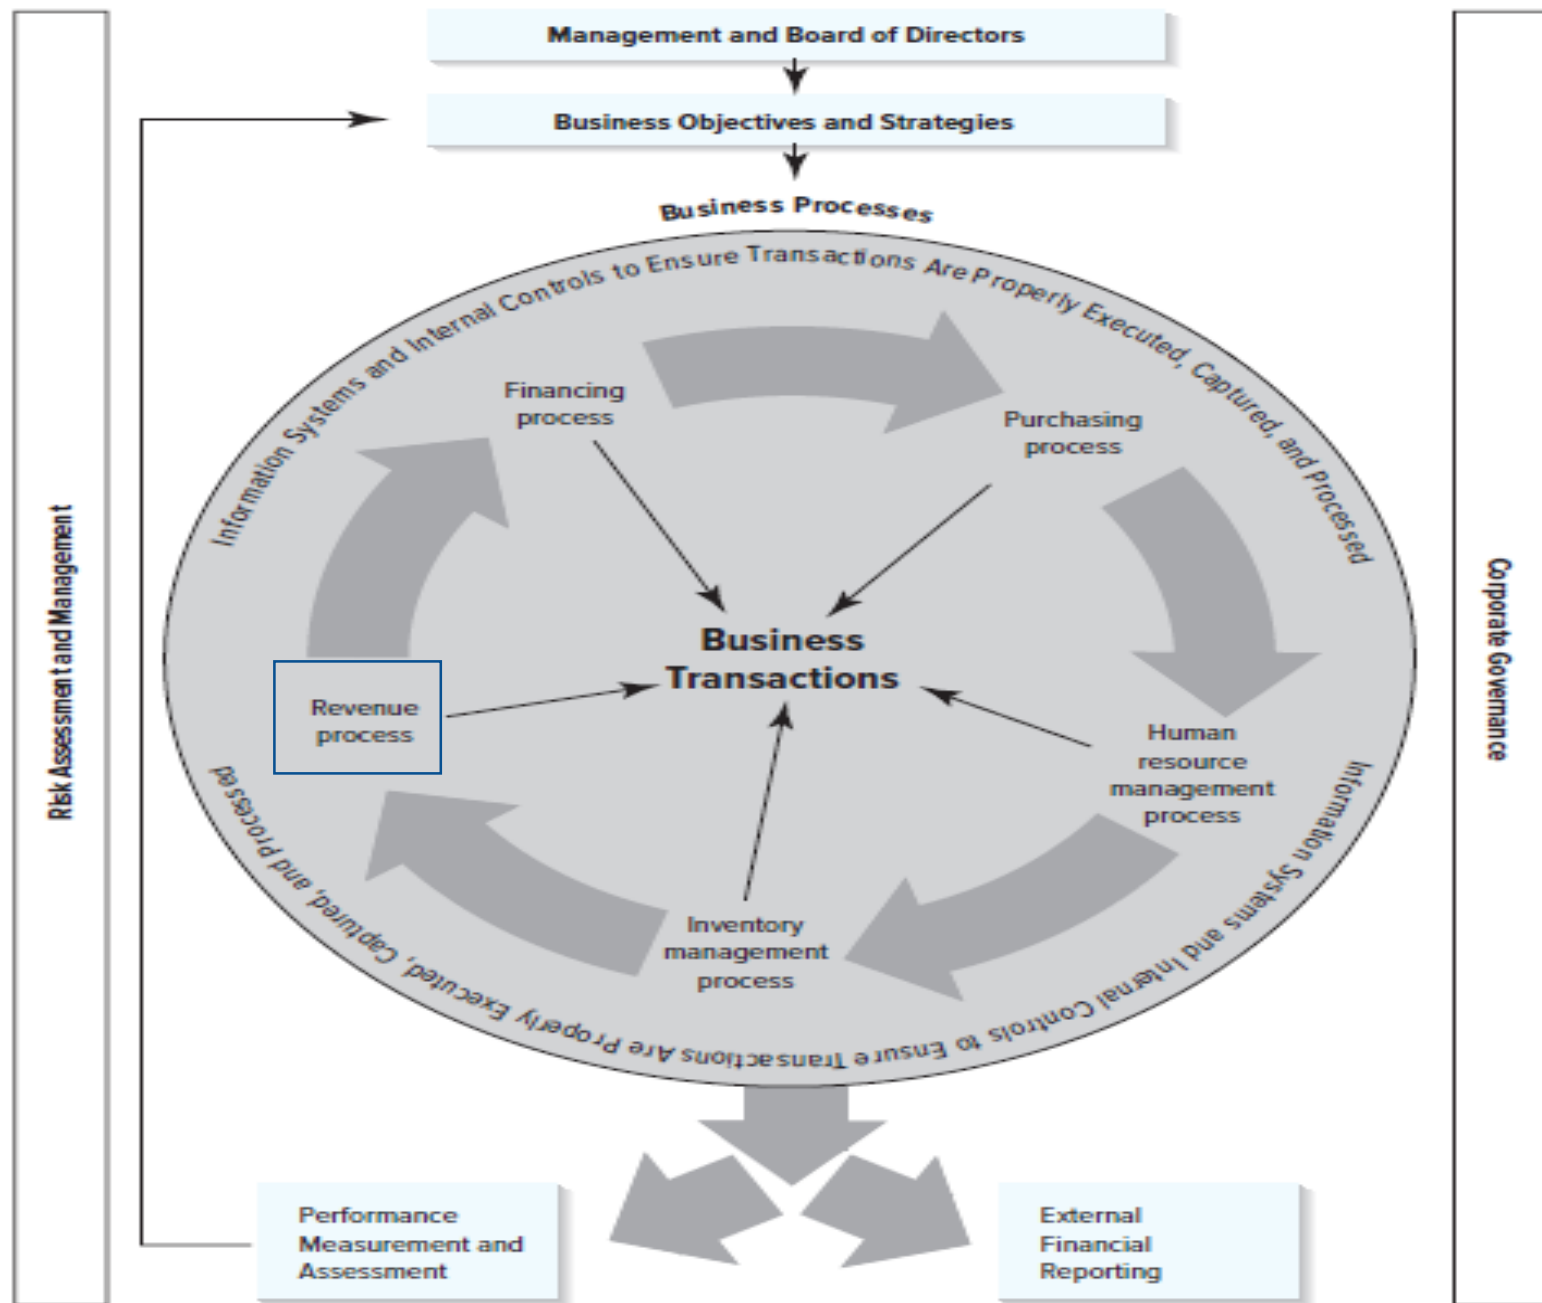 Management and Board of Directors
Business Objectives and Strategies
Business Processes
Information Systems and Internal Controls to Ensure Transactions Are Properly Executed, Captured, and Processed
Financing
process
Purchasing
process
Business
Transactions
Revenue
process
Human
resource
management
process
Inventory
management
process
Information Systems and Internal Controls to Ensure Transactions Are Properly Executed, Captured, and Processed
Risk Assessment and Management
Corporate Governance
Performance
Measurement and
Assessment
External
Financial
Reporting